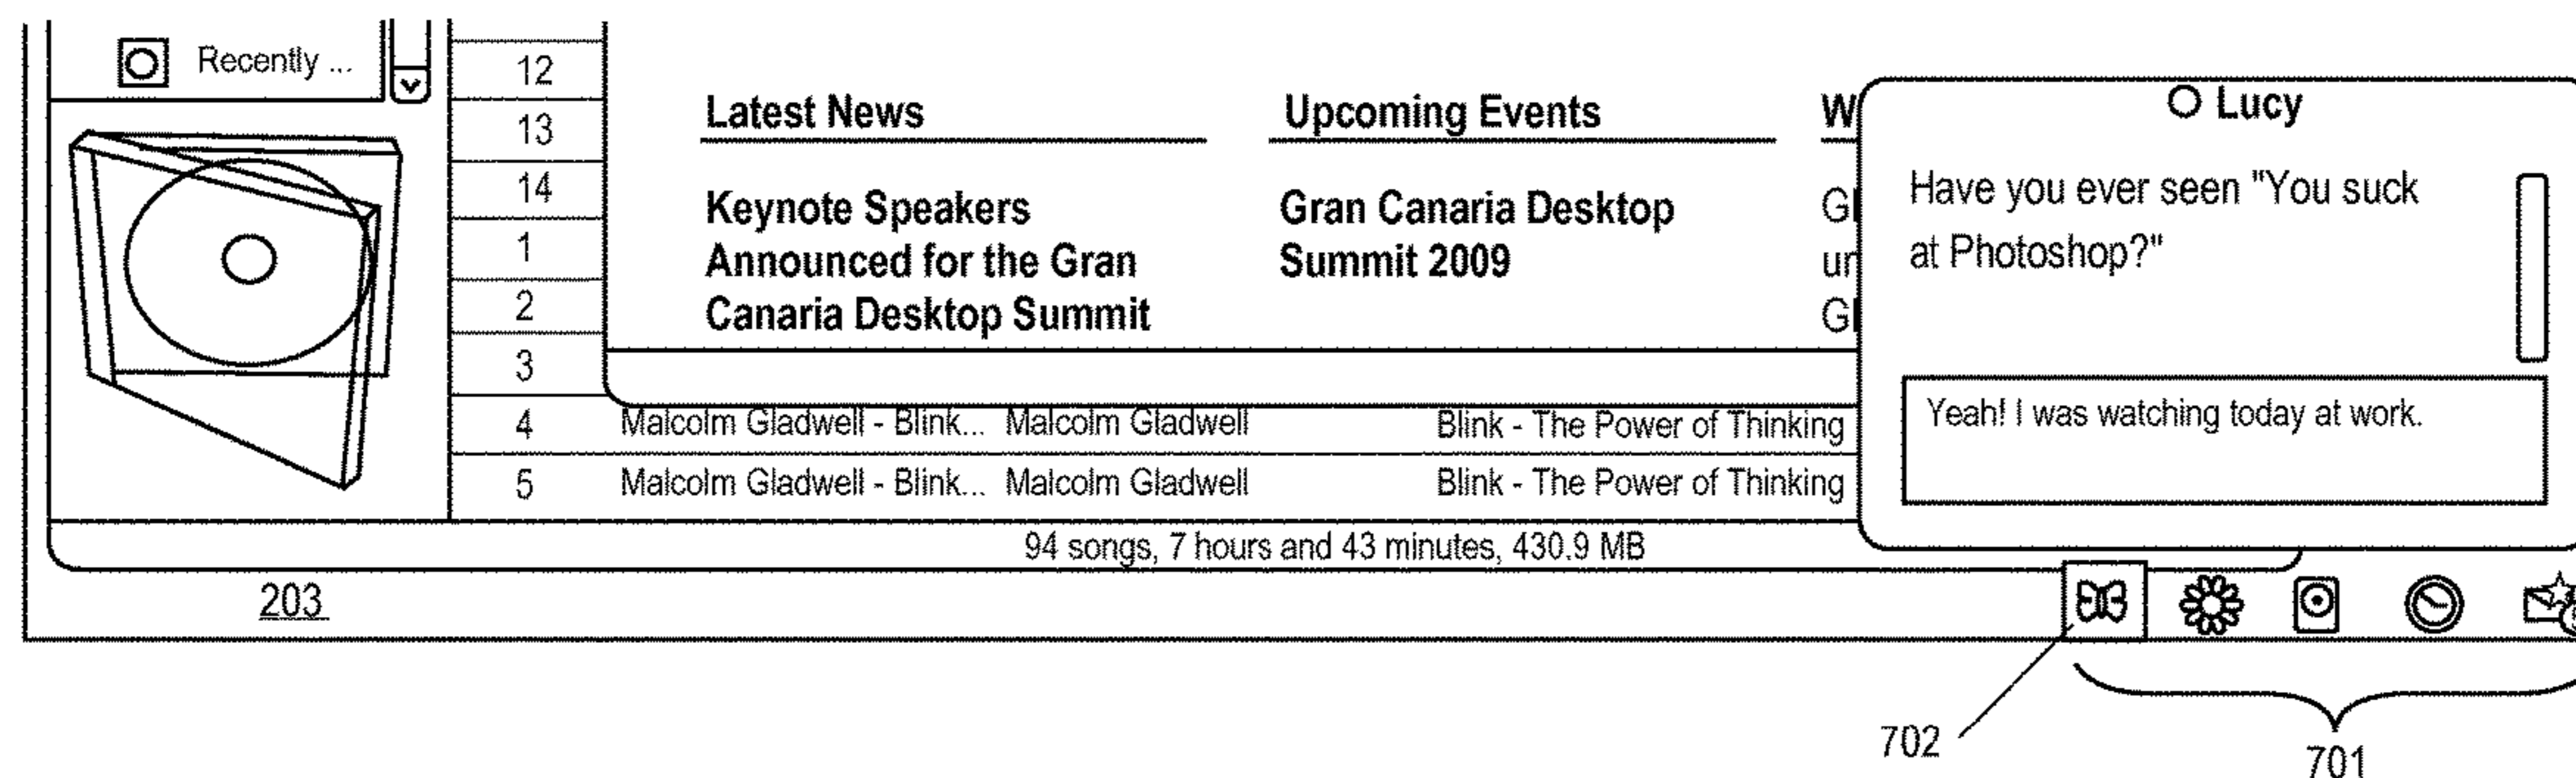 Recently ...
12
13
14
1
2
3
4
5
Latest News
Keynote Speakers
Announced for the Gran
Canaria Desktop Summit
Upcoming Events
Gran Canaria Desktop
Summit 2009
W
Gl
un
Gl
Lucy
Have you ever seen "You suck
at Photoshop?"
Yeah! I was watching today at work.
Malcolm Gladwell - Blink... Malcolm Gladwell Blink - The Power of Thinking
Malcolm Gladwell - Blink... Malcolm Gladwell Blink - The Power of Thinking
94 songs, 7 hours and 43 minutes, 430.9 MB
203
702
701